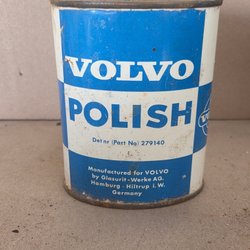 VOLVO
POLISH
Det nr (Part No) 279140
Manufactured for VOLVO
by Glasurit-Werke AG.
Hamburg - Hiltrup i. W.
Germany